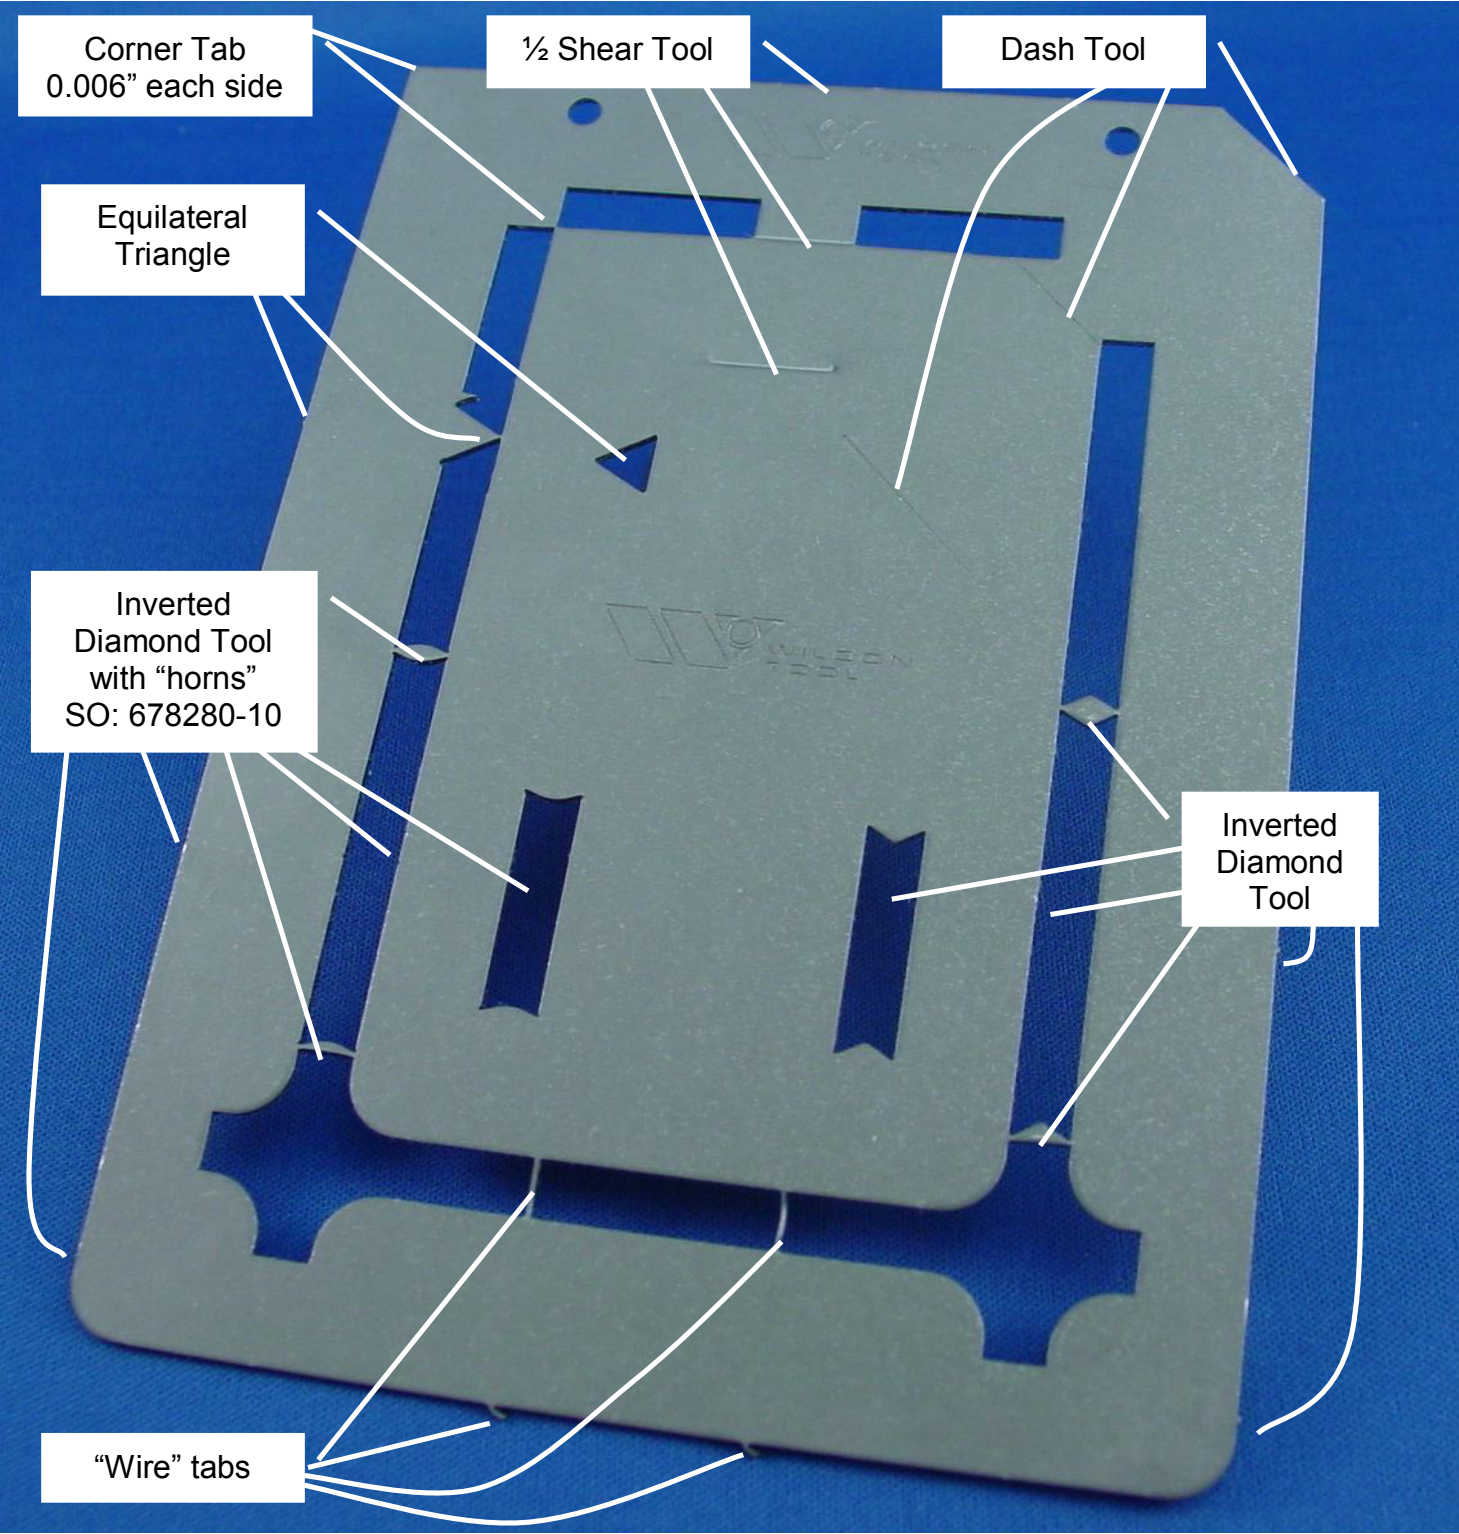 Corner Tab
0.006” each side
½ Shear Tool
Dash Tool
Equilateral
Triangle
Inverted
Diamond Tool
with “horns”
SO: 678280-10
WILSON
TOOL
Inverted
Diamond
Tool
“Wire” tabs